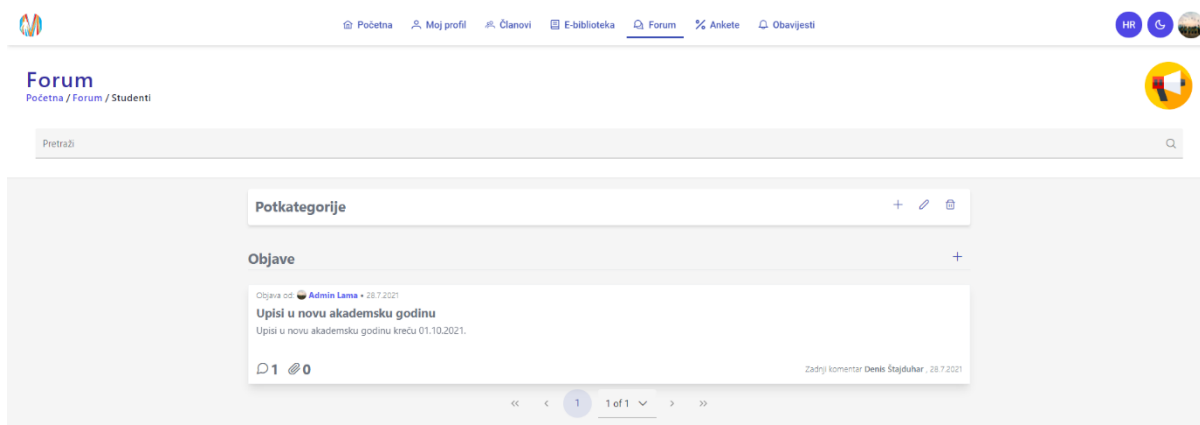 Početna Moj profil Članovi E-biblioteka Forum Ankete Obavijesti HR
Forum
Početna / Forum / Studenti
Pretraži
Potkategorije
Objave
Objava od: Admin Lama • 28.7.2021
Upisi u novu akademsku godinu
Upisi u novu akademsku godinu kreću 01.10.2021.
1 0 Zadnji komentar Denis Štajduhar , 28.7.2021
1 1 of 1